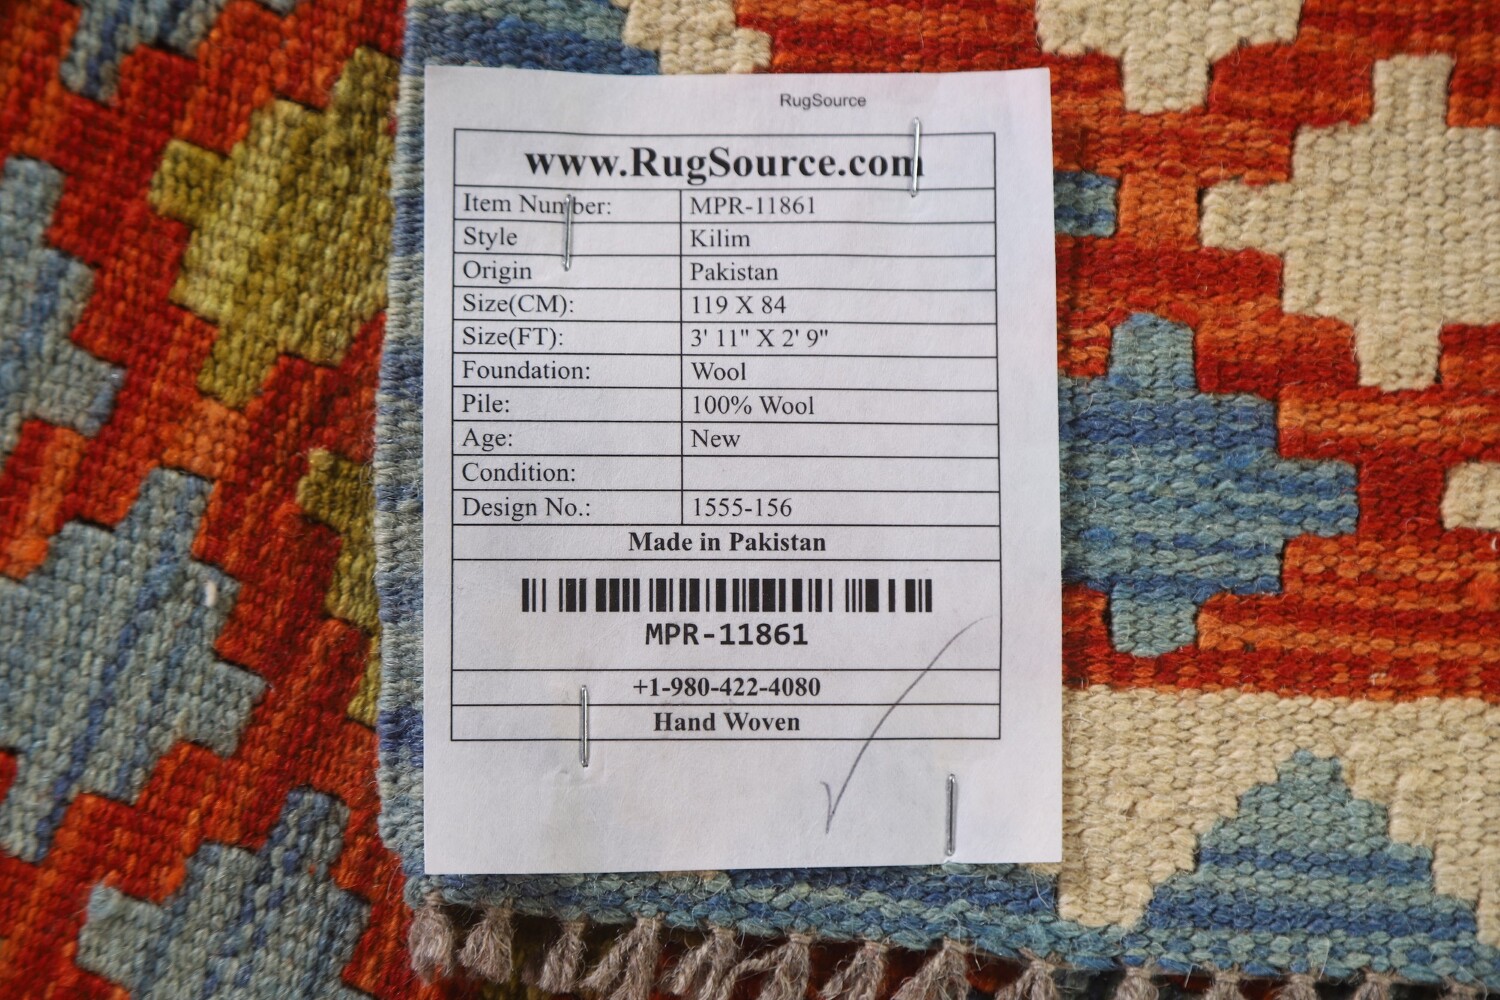 RugSource
www.RugSource.com
Item Number: MPR-11861
Style Kilim
Origin Pakistan
Size(CM): 119 X 84
Size(FT): 3' 11" X 2' 9"
Foundation: Wool
Pile: 100% Wool
Age: New
Condition:
Design No.: 1555-156
Made in Pakistan
MPR-11861
+1-980-422-4080
Hand Woven